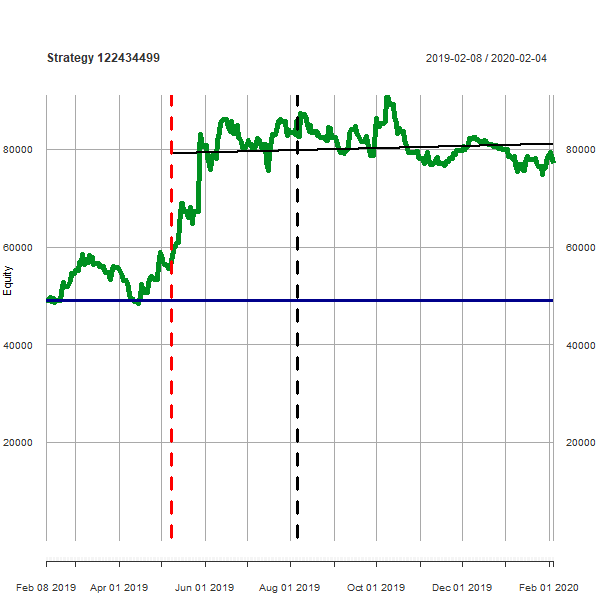 Strategy 122434499
2019-02-08 / 2020-02-04
80000
80000
60000
60000
Equity
40000
40000
20000
20000
Feb 08 2019
Apr 01 2019
Jun 01 2019
Aug 01 2019
Oct 01 2019
Dec 01 2019
Feb 01 2020